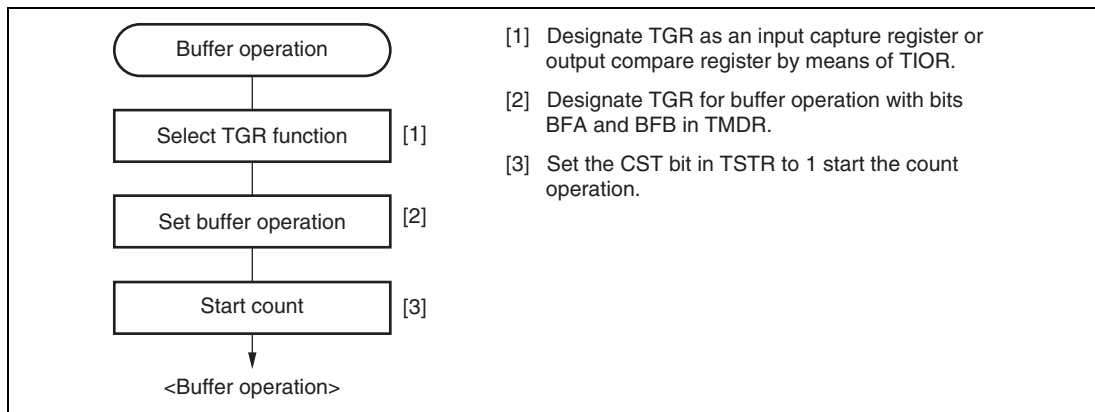 Buffer operation
Select TGR function
[1]
Set buffer operation
[2]
Start count
[3]
<Buffer operation>
[1] Designate TGR as an input capture register or
output compare register by means of TIOR.
[2] Designate TGR for buffer operation with bits
BFA and BFB in TMDR.
[3] Set the CST bit in TSTR to 1 start the count
operation.